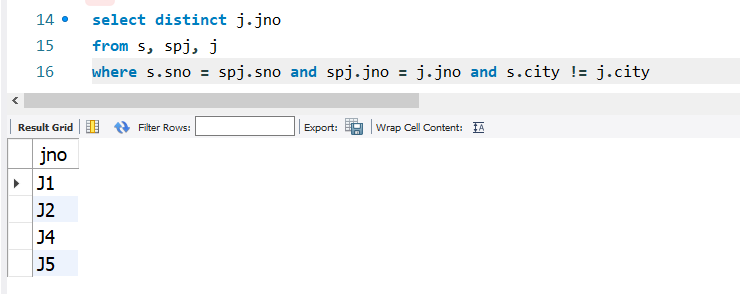 14 select distinct j.jno
15 from s, spj, j
16 where s.sno = spj.sno and spj.jno = j.jno and s.city != j.city
Result Grid Filter Rows: Export: Wrap Cell Content:
jno
J1
J2
J4
J5